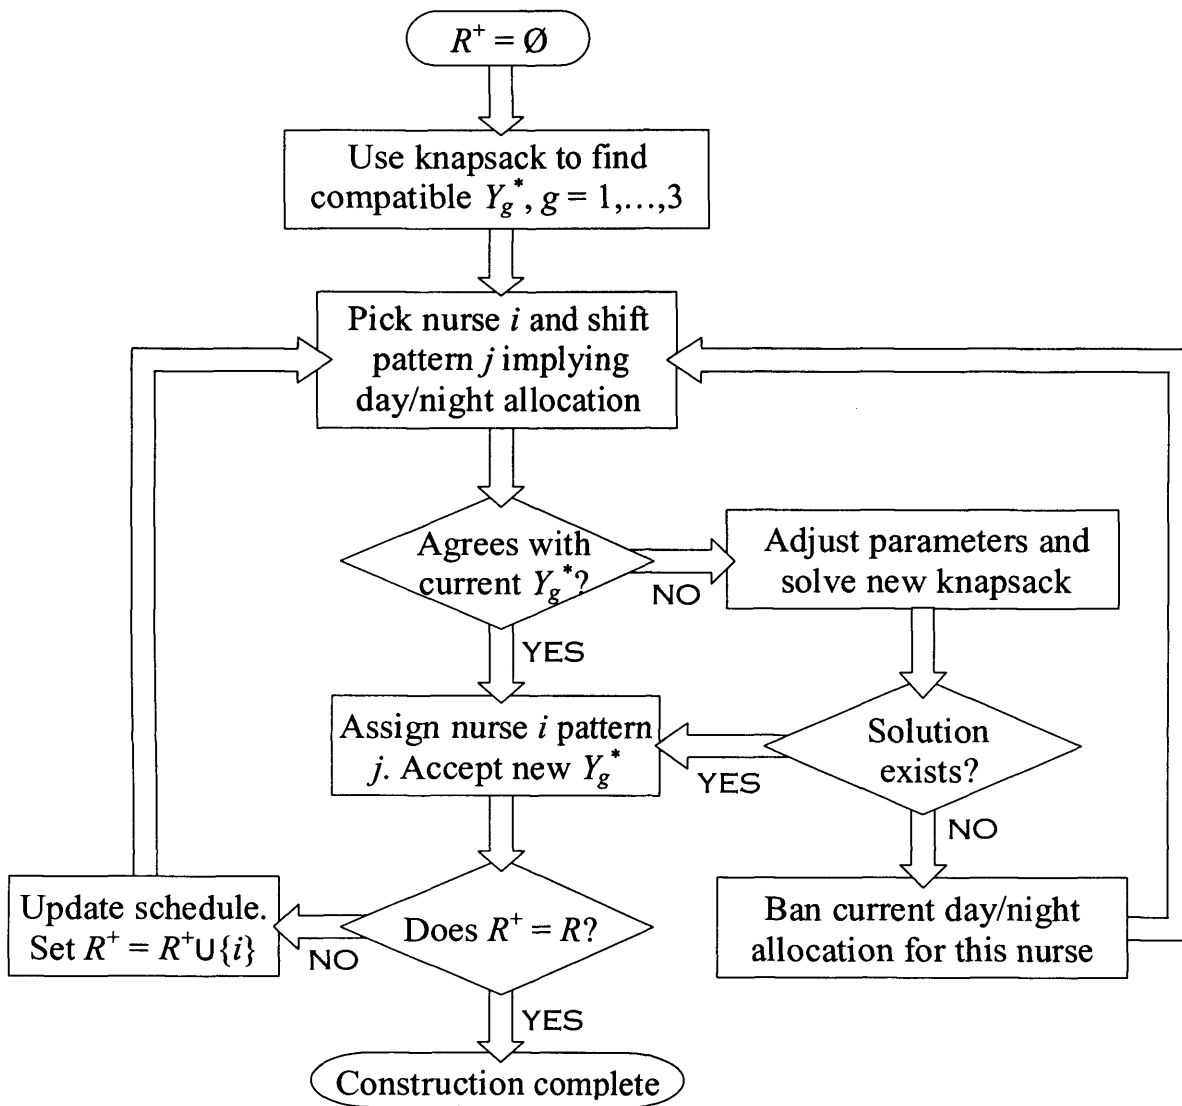 R⁺ = Ø
Use knapsack to find
compatible Y_g*, g = 1,…,3
Pick nurse i and shift
pattern j implying
day/night allocation
Agrees with
current Y_g*?
NO
Adjust parameters and
solve new knapsack
YES
Assign nurse i pattern
j. Accept new Y_g*
YES
Solution
exists?
NO
Ban current day/night
allocation for this nurse
Does R⁺ = R?
NO
Update schedule.
Set R⁺ = R⁺∪{i}
YES
Construction complete